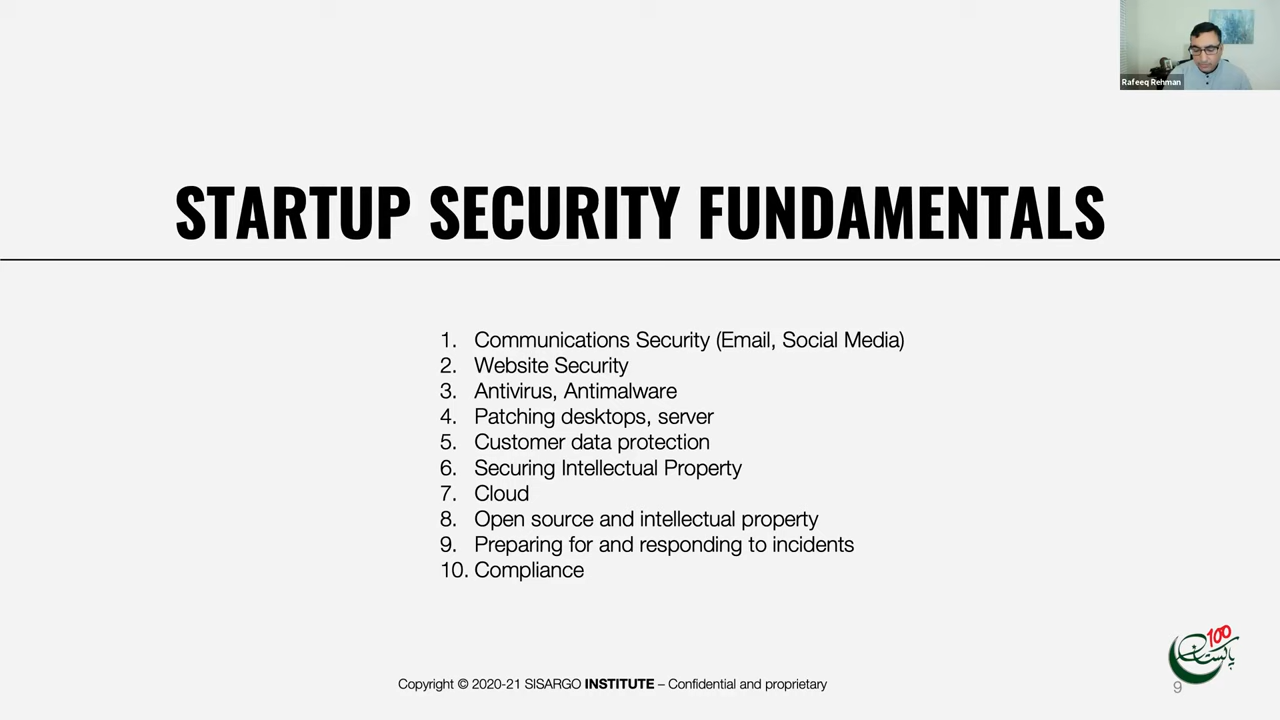 Rafeeq Rehman
STARTUP SECURITY FUNDAMENTALS
1. Communications Security (Email, Social Media)
2. Website Security
3. Antivirus, Antimalware
4. Patching desktops, server
5. Customer data protection
6. Securing Intellectual Property
7. Cloud
8. Open source and intellectual property
9. Preparing for and responding to incidents
10. Compliance
100
پاکستان
Copyright © 2020-21 SISARGO INSTITUTE – Confidential and proprietary
9